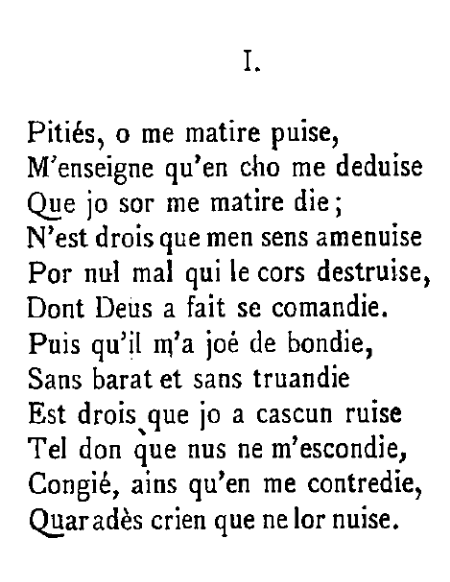 I.
Pitiés, o me matire puise,
M'enseigne qu'en cho me deduise
Que jo sor me matire die;
N'est drois que men sens amenuise
Por nul mal qui le cors destruise,
Dont Deus a fait se comandie.
Puis qu'il m'a joé de bondie,
Sans barat et sans truandie
Est drois que jo a cascun ruise
Tel don que nus ne m'escondie,
Congié, ains qu'en me contredie,
Quar adès crien que ne lor nuise.